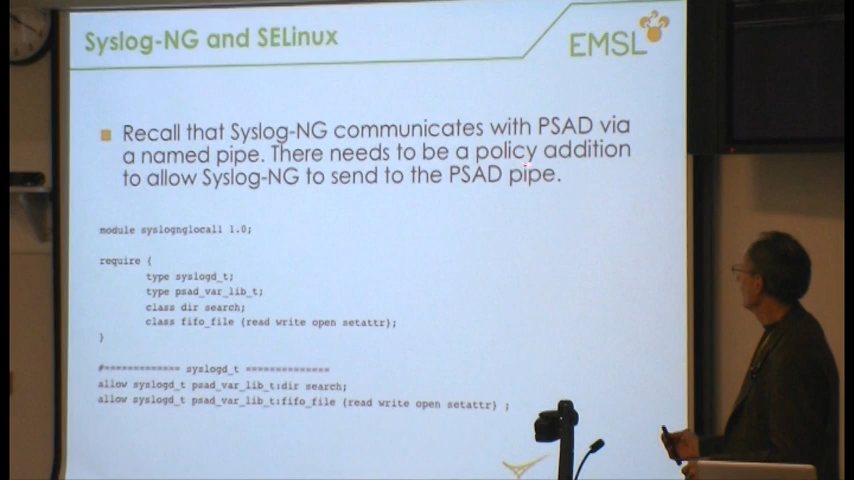 Syslog-NG and SELinux
EMSL
Recall that Syslog-NG communicates with PSAD via
a named pipe. There needs to be a policy addition
to allow Syslog-NG to send to the PSAD pipe.
module syslognglocal1 1.0;
require {
type syslogd_t;
type psad_var_lib_t;
class dir search;
class fifo_file {read write open setattr};
}
#============= syslogd_t ==============
allow syslogd_t psad_var_lib_t:dir search;
allow syslogd_t psad_var_lib_t:fifo_file {read write open setattr} ;